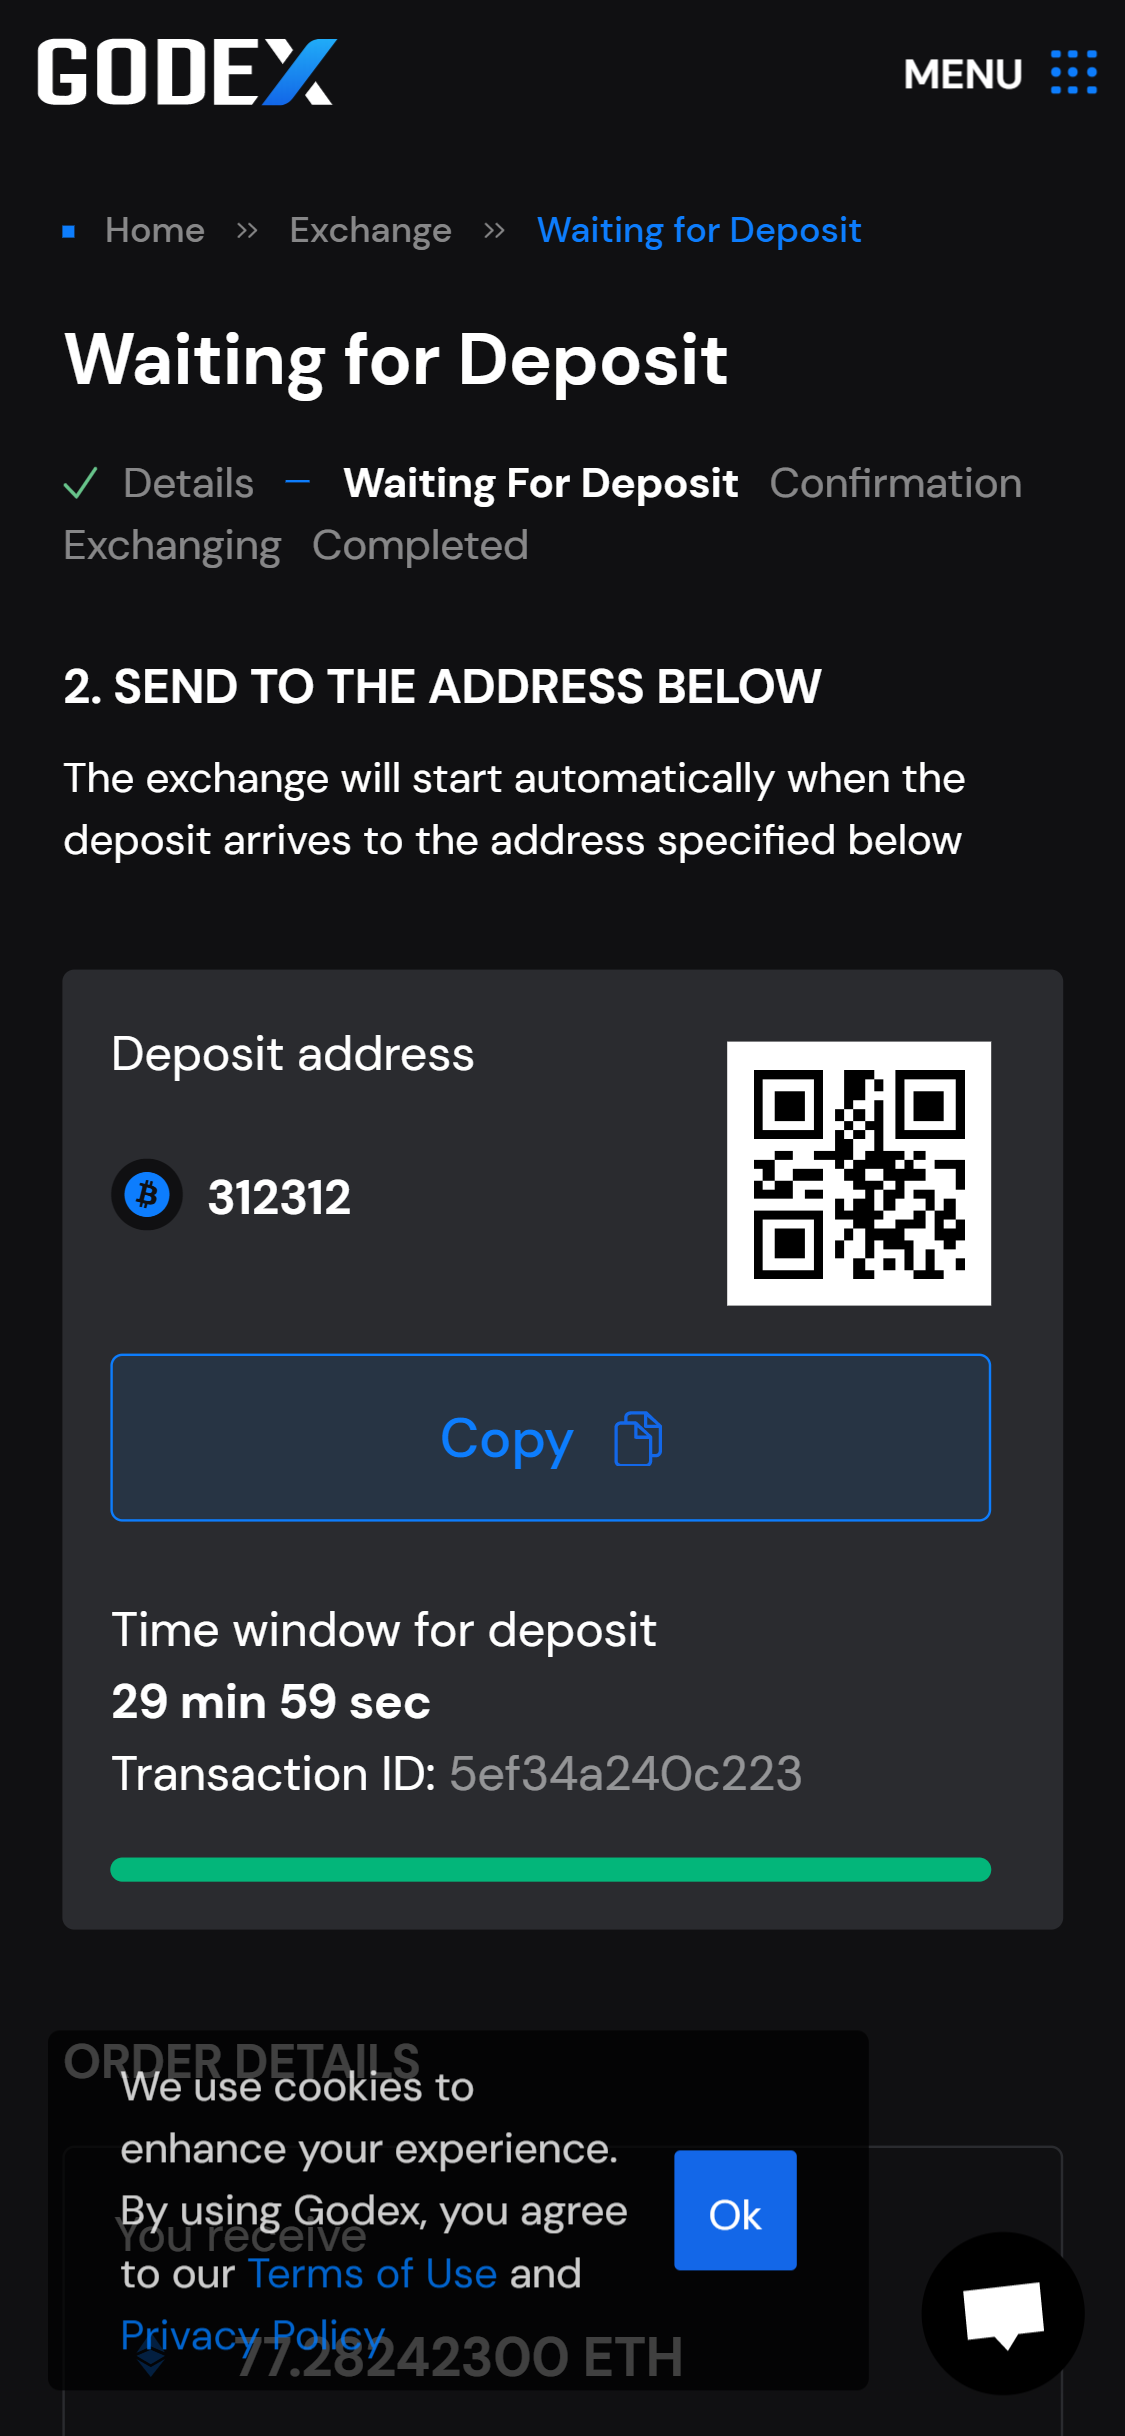 GODEX
MENU
Home » Exchange » Waiting for Deposit
Waiting for Deposit
Details – Waiting For Deposit Confirmation
Exchanging Completed
2. SEND TO THE ADDRESS BELOW
The exchange will start automatically when the
deposit arrives to the address specified below
Deposit address
312312
Copy
Time window for deposit
29 min 59 sec
Transaction ID: 5ef34a240c223
ORDER DETAILS
We use cookies to
enhance your experience.
By using Godex, you agree
to our Terms of Use and
Privacy Policy
Ok
You receive
77.28242300 ETH